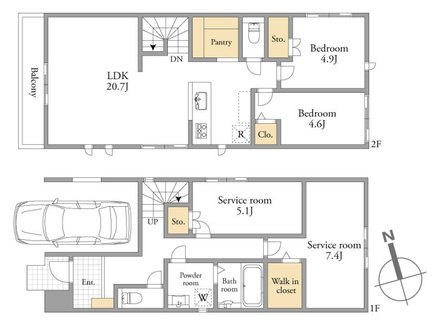 Balcony
LDK
20.7J
DN
Pantry
Sto.
Bedroom
4.9J
Bedroom
4.6J
Clo.
R
2F
UP
Sto.
Service room
5.1J
Service room
7.4J
Ent.
Powder
room
W
Bath
room
Walk in
closet
N
1F